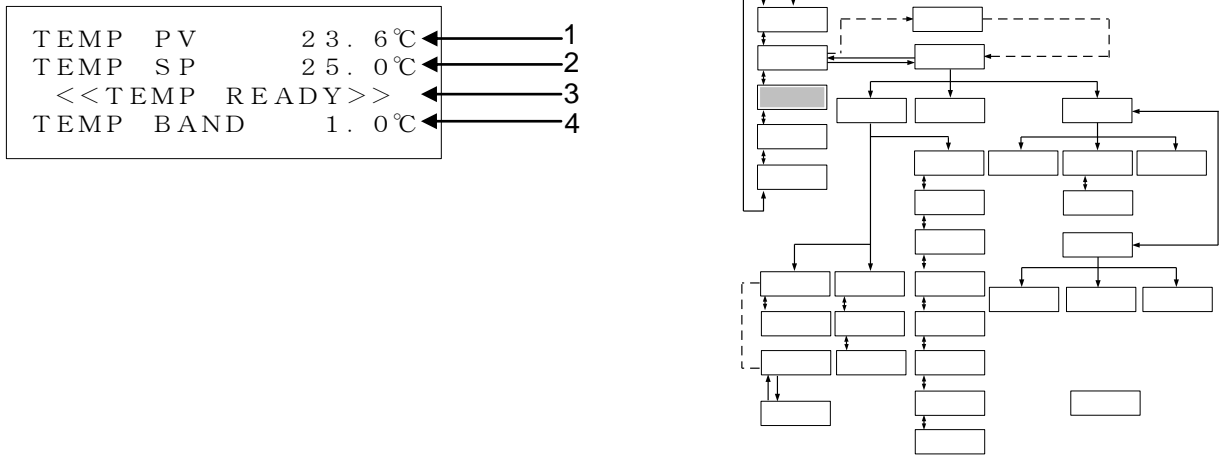 TEMP PV 23.6℃ 1
TEMP SP 25.0℃ 2
<<TEMP READY>> 3
TEMP BAND 1.0℃ 4